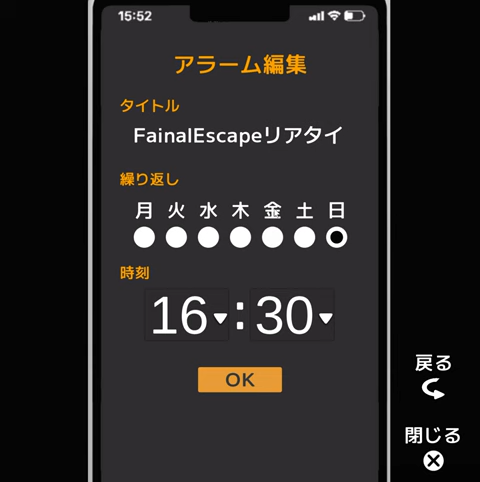 15:52
アラーム編集
タイトル
FainalEscapeリアタイ
繰り返し
月 火 水 木 金 土 日
時刻
16 : 30
OK
戻る
閉じる